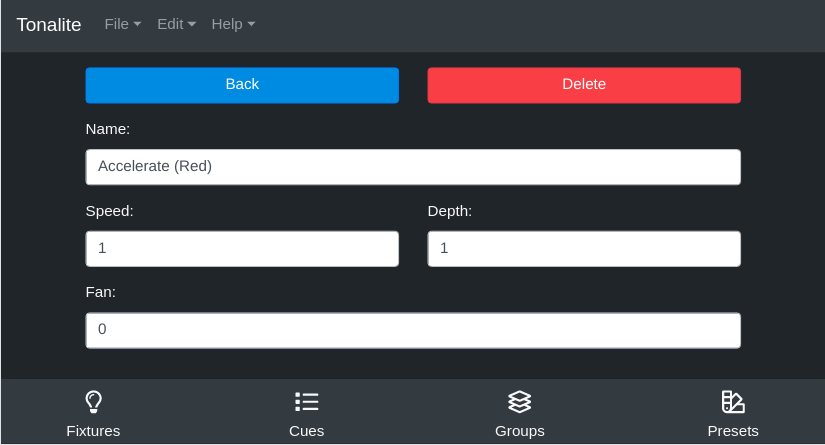 Tonalite File Edit Help
Back Delete
Name:
Accelerate (Red)
Speed: Depth:
1 1
Fan:
0
Fixtures Cues Groups Presets